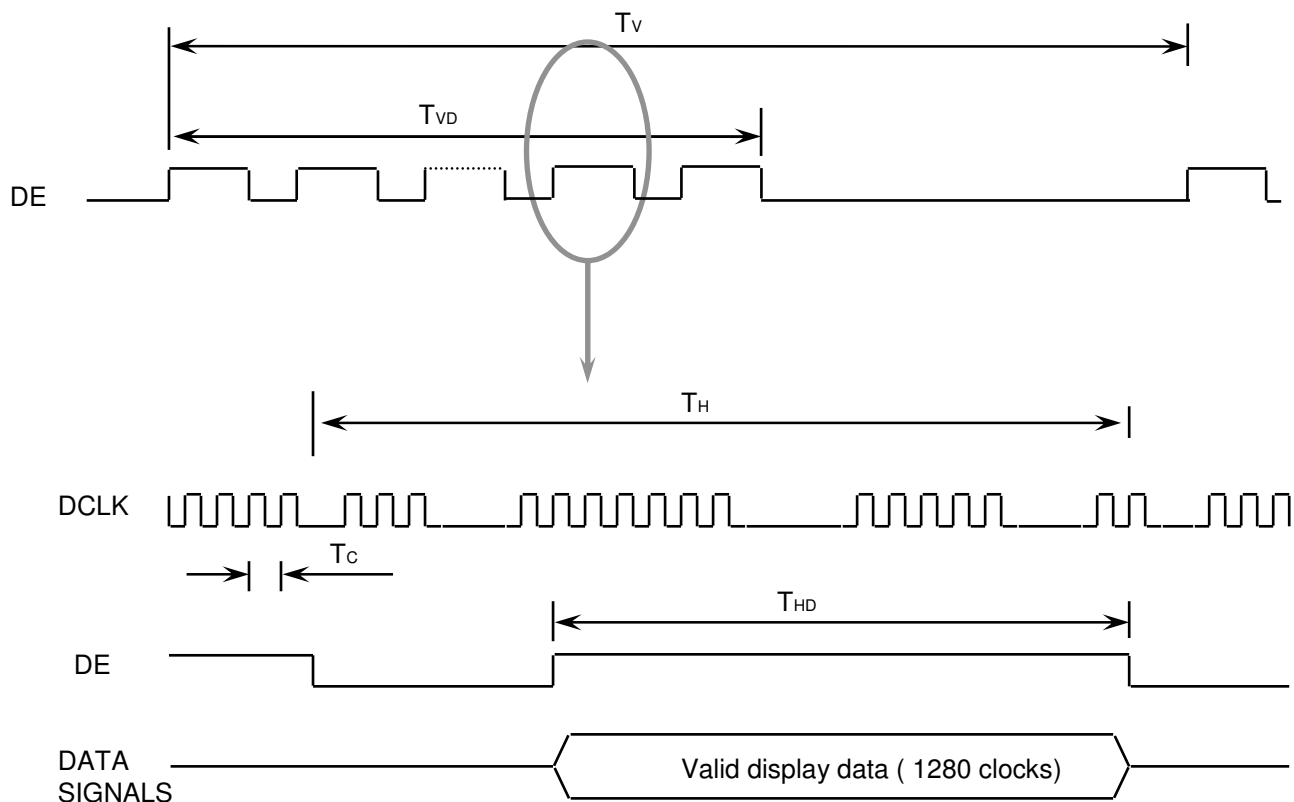 TV
TVD
DE
TH
DCLK
TC
THD
DE
DATA
SIGNALS
Valid display data ( 1280 clocks)